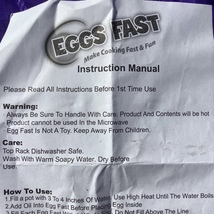 EGGS FAST
Make Cooking Fast & Fun
Instruction Manual
Please Read All Instructions Before 1st Time Use
Warning:
· Always Be Sure To Handle With Care. Product And Contents will be hot
· Product cannot be used in the Microwave
· Egg Fast Is Not A Toy. Keep Away From Children.
Care:
Top Rack Dishwasher Safe.
Wash With Warm Soapy Water. Dry Before
Use.
How To Use:
1.Fill a pot with 3 To 4 Inches Of Water Use High Heat Until The Water Boils
2.Add Oil Into Egg Fast Before Placing Egg Inside
3.Fill Each Egg Fast Do Not Fill Above The Line